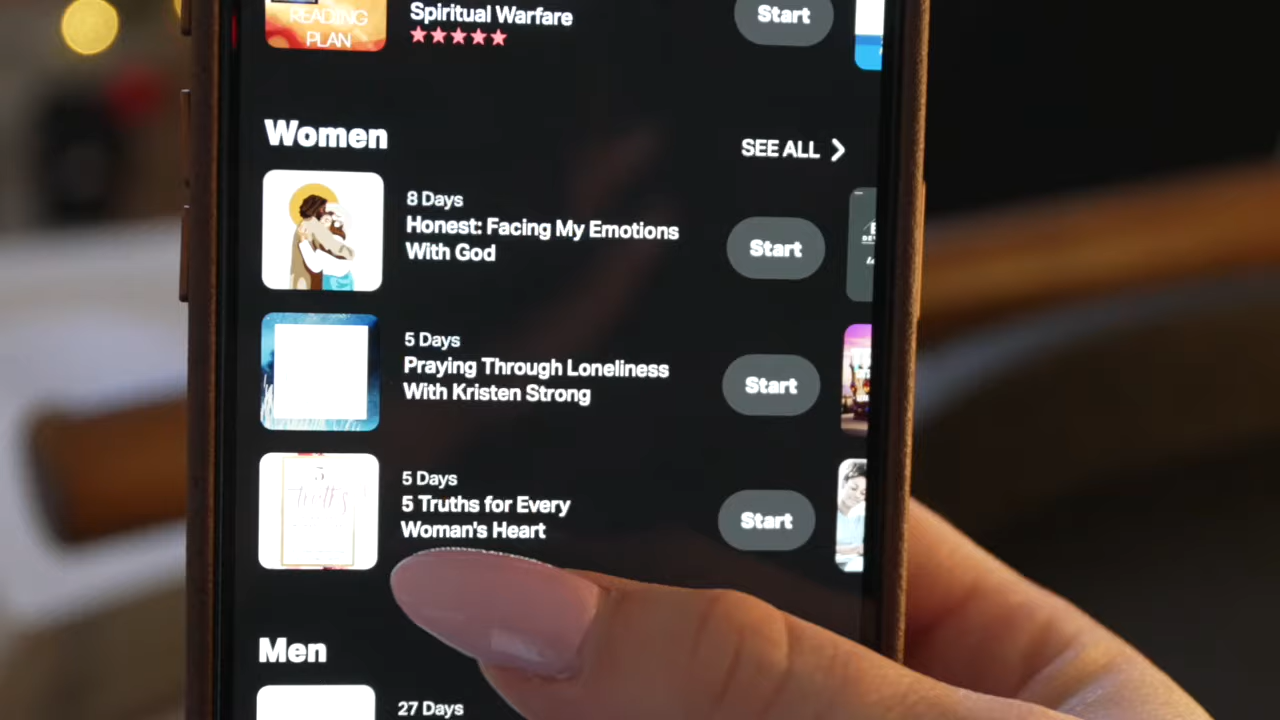 READING
PLAN
Spiritual Warfare
Start
Women
SEE ALL
8 Days
Honest: Facing My Emotions
With God
Start
5 Days
Praying Through Loneliness
With Kristen Strong
Start
5 Days
5 Truths for Every
Woman's Heart
Start
5
truths
Men
27 Days